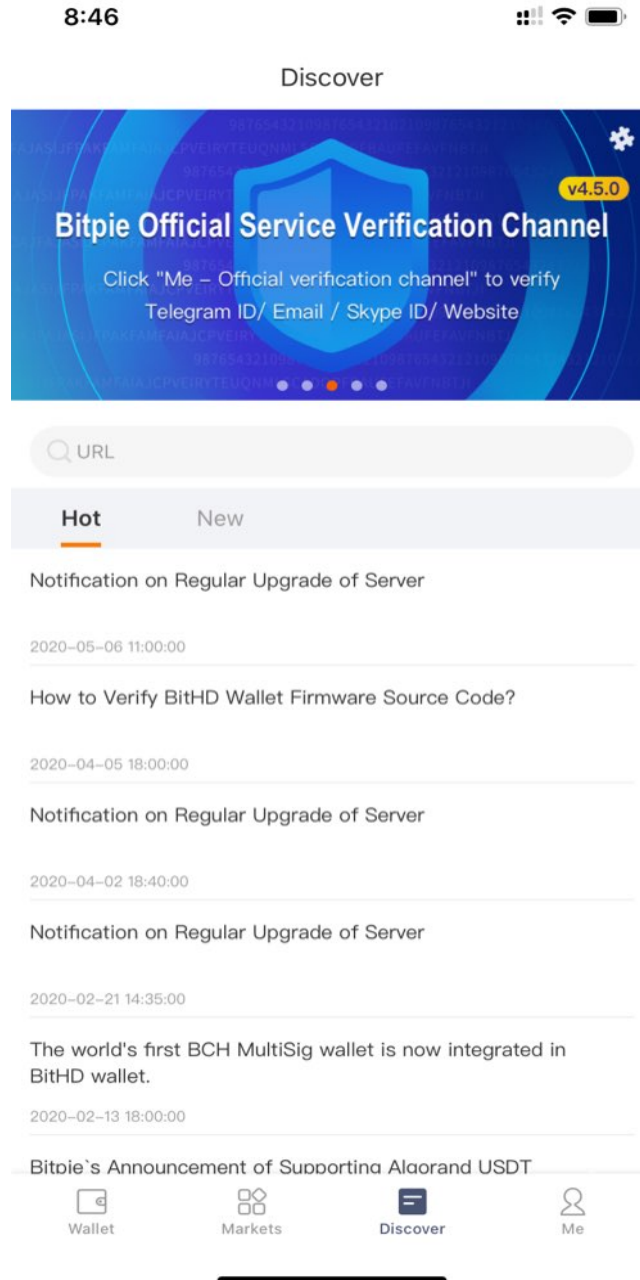 8:46
Discover
v4.5.0
Bitpie Official Service Verification Channel
Click "Me – Official verification channel" to verify
Telegram ID/ Email / Skype ID/ Website
URL
Hot New
Notification on Regular Upgrade of Server
2020–05–06 11:00:00
How to Verify BitHD Wallet Firmware Source Code?
2020–04–05 18:00:00
Notification on Regular Upgrade of Server
2020–04–02 18:40:00
Notification on Regular Upgrade of Server
2020–02–21 14:35:00
The world's first BCH MultiSig wallet is now integrated in
BitHD wallet.
2020–02–13 18:00:00
Bitpie`s Announcement of Supporting Algorand USDT
Wallet Markets Discover Me